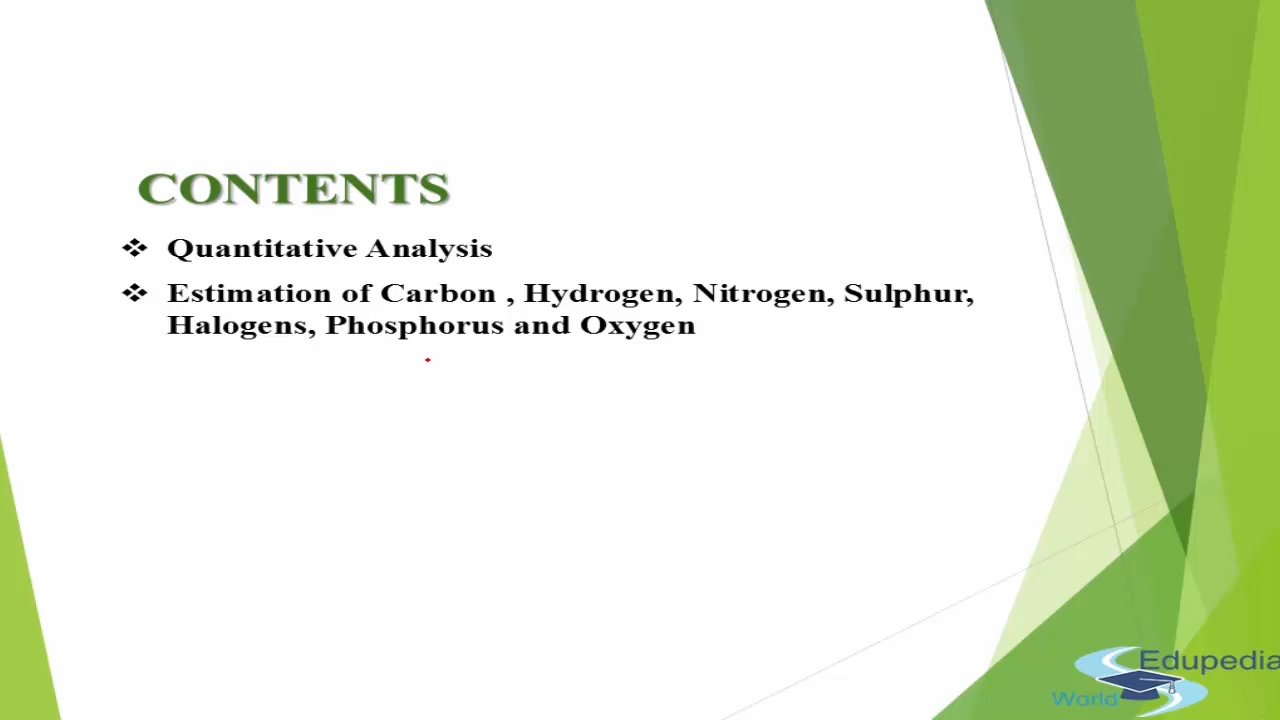 CONTENTS
❖ Quantitative Analysis
❖ Estimation of Carbon , Hydrogen, Nitrogen, Sulphur,
Halogens, Phosphorus and Oxygen
Edupedia
World